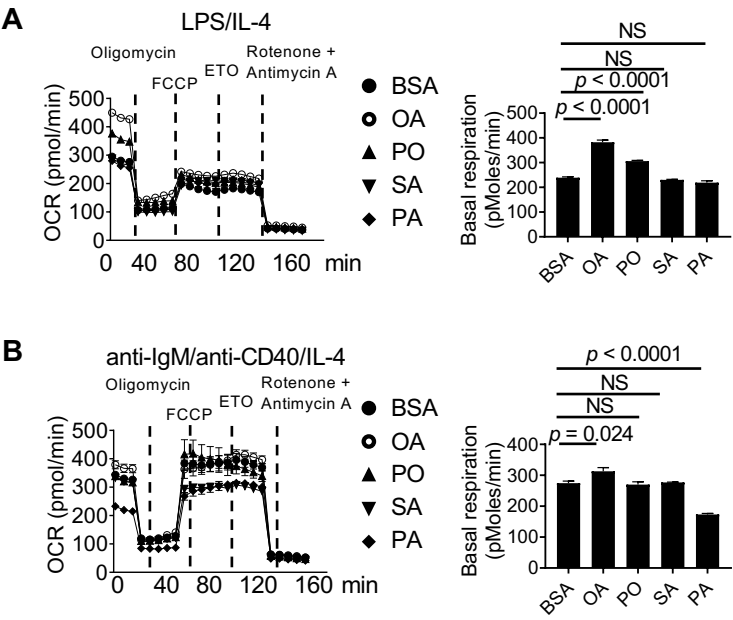 A
LPS/IL-4
Oligomycin
FCCP
ETO
Rotenone +
Antimycin A
OCR (pmol/min)
500
400
300
200
100
0
0 40 80 120 160 min
BSA
OA
PO
SA
PA
NS
NS
p < 0.0001
p < 0.0001
Basal respiration
(pMoles/min)
500
400
300
200
100
0
BSA
OA
PO
SA
PA
B
anti-IgM/anti-CD40/IL-4
Oligomycin
FCCP
ETO
Rotenone +
Antimycin A
OCR (pmol/min)
500
400
300
200
100
0
0 40 80 120 160 min
BSA
OA
PO
SA
PA
p < 0.0001
NS
NS
p = 0.024
Basal respiration
(pMoles/min)
400
300
200
100
0
BSA
OA
PO
SA
PA